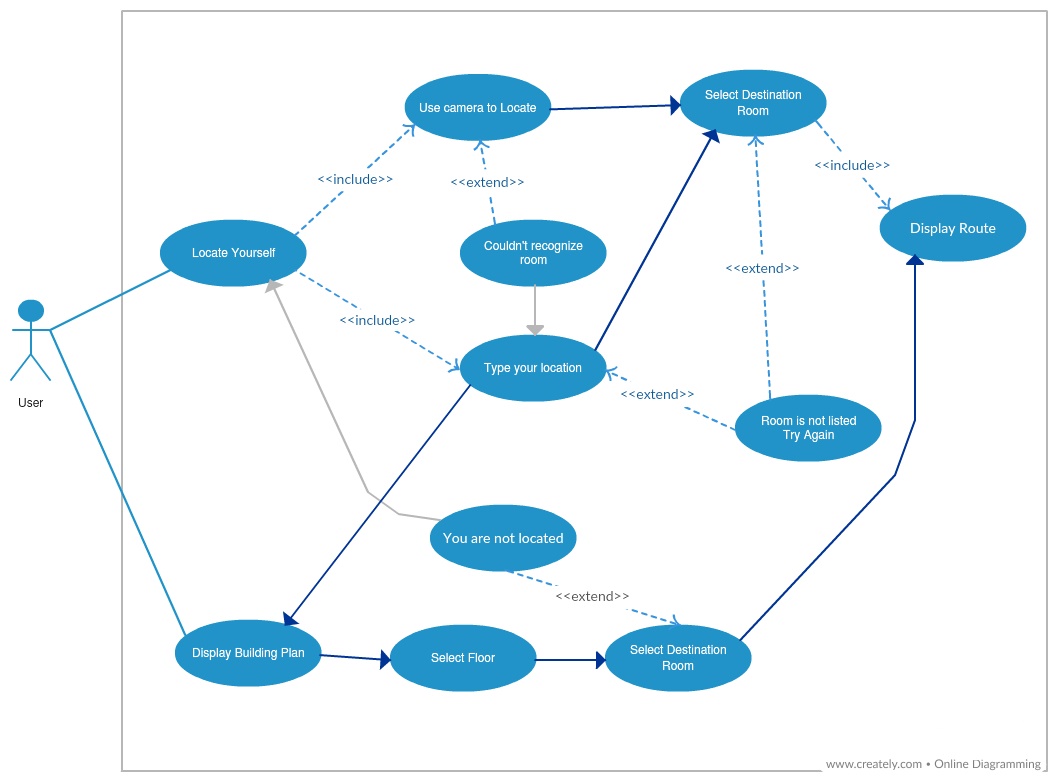 Use camera to Locate
Select Destination
Room
<<include>>
<<include>>
<<extend>>
Locate Yourself
Couldn't recognize
room
Display Route
<<extend>>
<<include>>
Type your location
<<extend>>
User
Room is not listed
Try Again
You are not located
<<extend>>
Display Building Plan
Select Floor
Select Destination
Room
www.creately.com • Online Diagramming